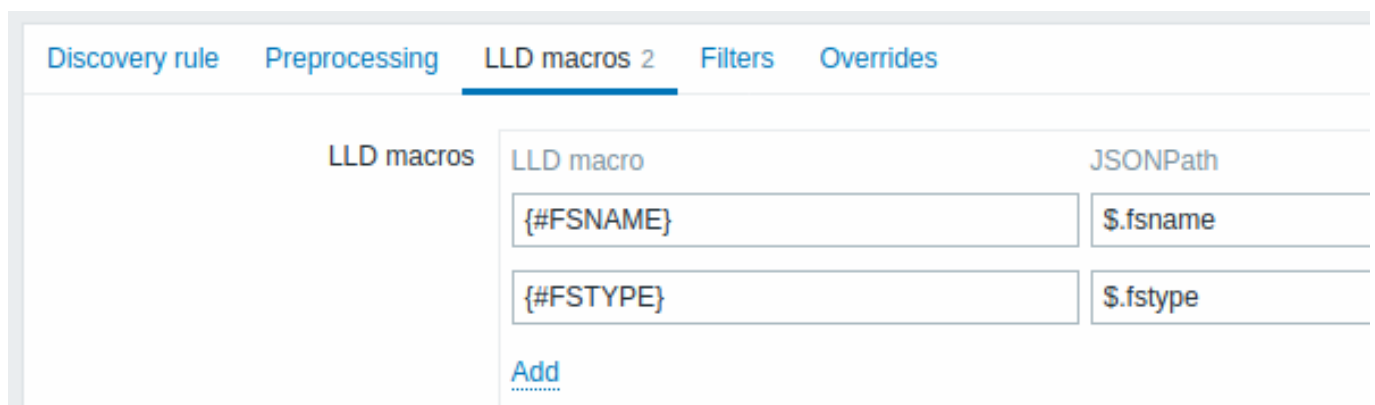 Discovery rule Preprocessing LLD macros 2 Filters Overrides
LLD macros LLD macro JSONPath
{#FSNAME} $.fsname
{#FSTYPE} $.fstype
Add